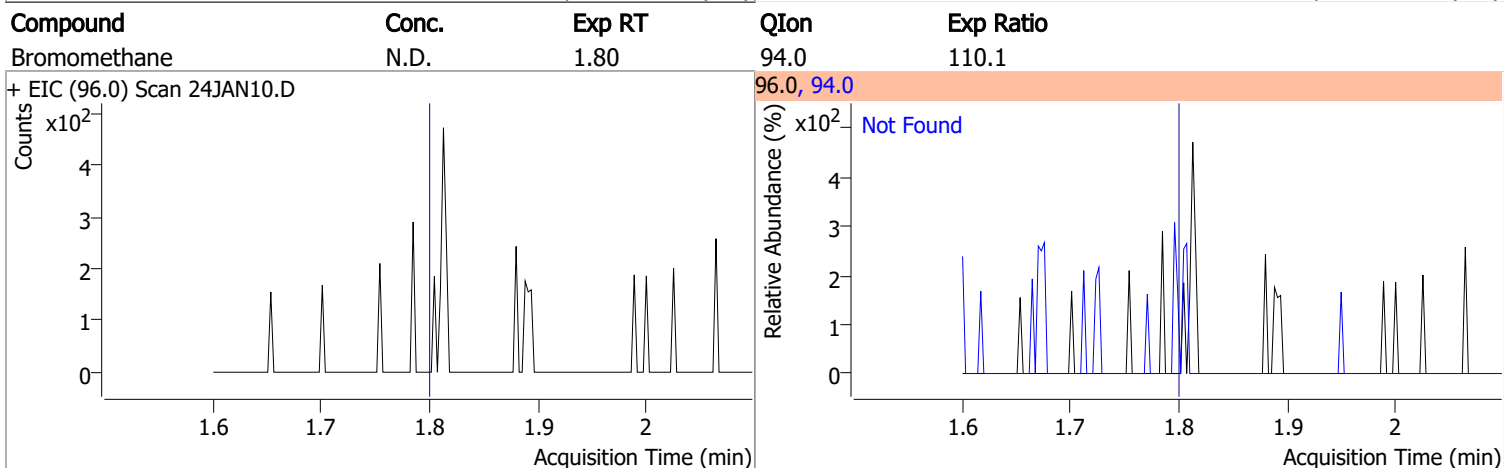 Compound Conc. Exp RT QIon Exp Ratio
Bromomethane N.D. 1.80 94.0 110.1
+ EIC (96.0) Scan 24JAN10.D
Counts
x10²
4
3
2
1
0
1.6 1.7 1.8 1.9 2
Acquisition Time (min)
96.0, 94.0
Relative Abundance (%)
x10²
Not Found
4
3
2
1
0
1.6 1.7 1.8 1.9 2
Acquisition Time (min)